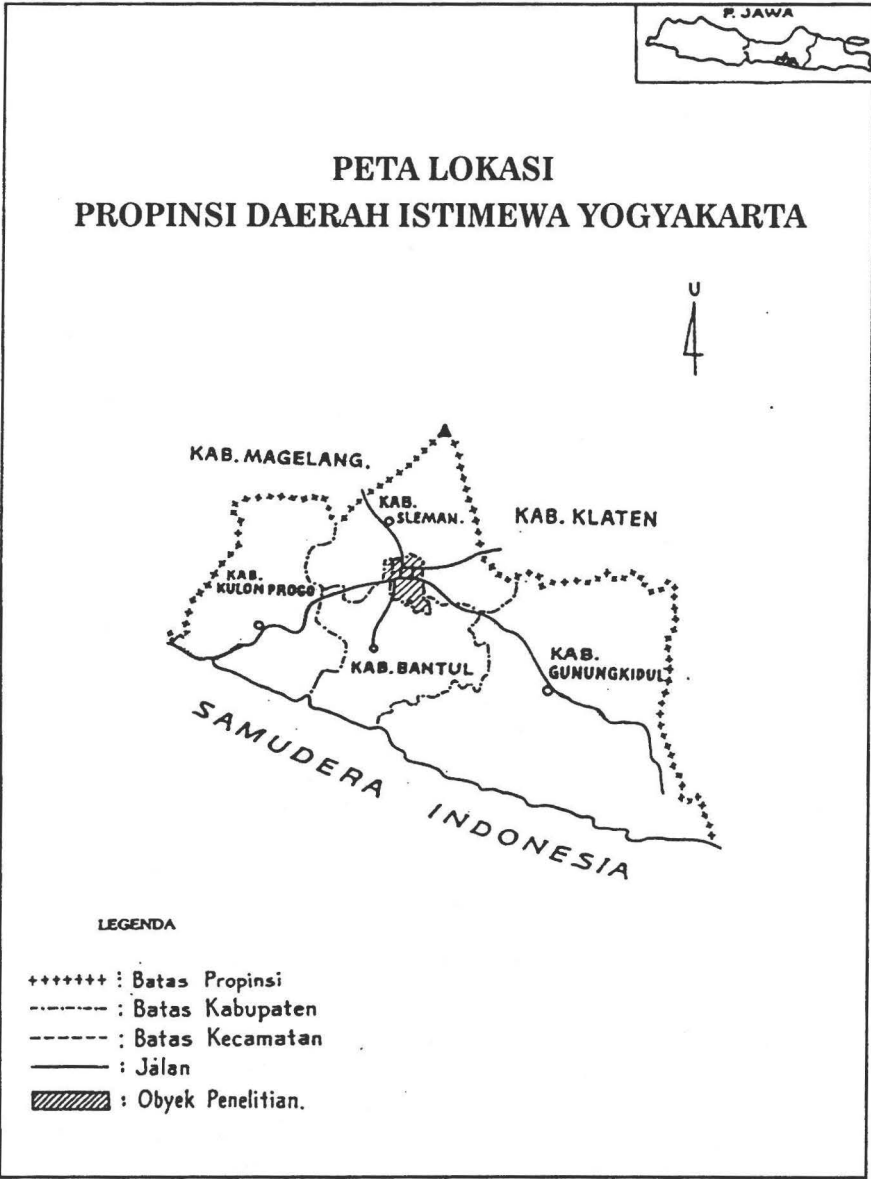 P. JAWA
PETA LOKASI
PROPINSI DAERAH ISTIMEWA YOGYAKARTA
U
KAB. MAGELANG.
KAB.
SLEMAN.
KAB. KLATEN
KAB.
KULON PROGO
KAB. BANTUL
KAB.
GUNUNGKIDUL
SAMUDERA INDONESIA
LEGENDA
+++++++ : Batas Propinsi
-.-.-.- : Batas Kabupaten
------ : Batas Kecamatan
——— : Jalan
: Obyek Penelitian.